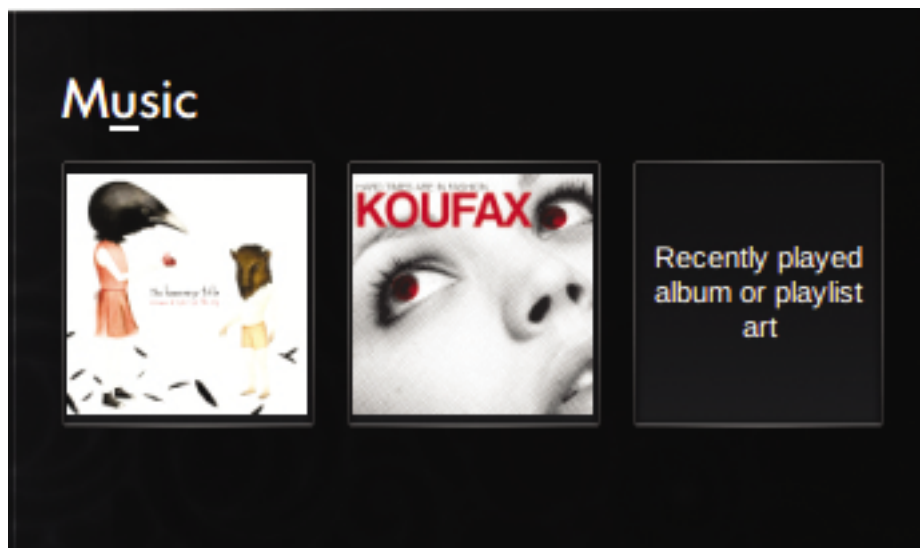 Music
HARD TIMES ARE IN FASHION
KOUFAX
Recently played
album or playlist
art